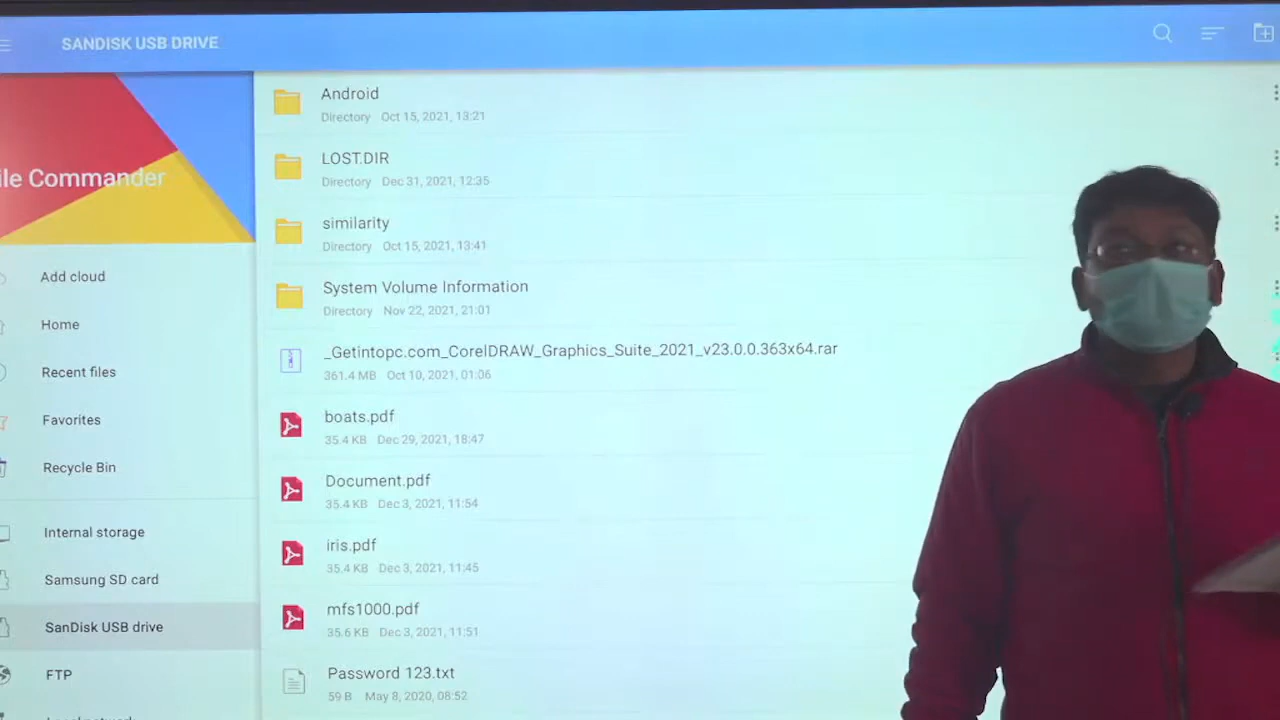 SANDISK USB DRIVE
ile Commander
Add cloud
Home
Recent files
Favorites
Recycle Bin
Internal storage
Samsung SD card
SanDisk USB drive
FTP
Android
Directory Oct 15, 2021, 13:21
LOST.DIR
Directory Dec 31, 2021, 12:35
similarity
Directory Oct 15, 2021, 13:41
System Volume Information
Directory Nov 22, 2021, 21:01
_Getintopc.com_CorelDRAW_Graphics_Suite_2021_v23.0.0.363x64.rar
361.4 MB Oct 10, 2021, 01:06
boats.pdf
35.4 KB Dec 29, 2021, 18:47
Document.pdf
35.4 KB Dec 3, 2021, 11:54
iris.pdf
35.4 KB Dec 3, 2021, 11:45
mfs1000.pdf
35.6 KB Dec 3, 2021, 11:51
Password 123.txt
59 B May 8, 2020, 08:52